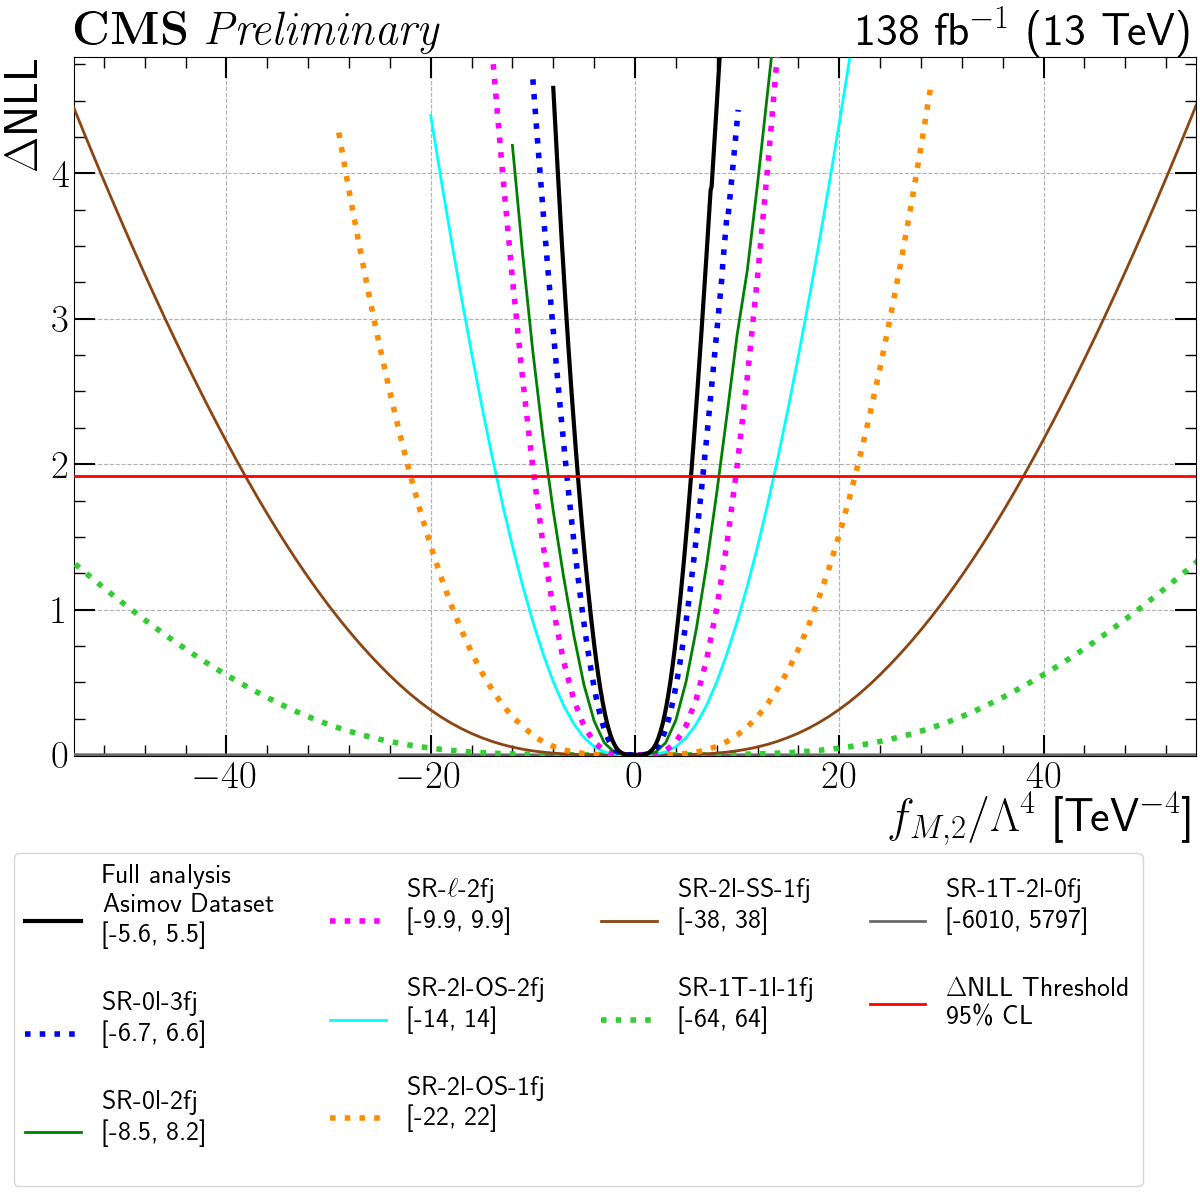 CMS Preliminary
138 fb⁻¹ (13 TeV)
ΔNLL
4
3
2
1
0
−40 −20 0 20 40
f_{M,2}/Λ⁴ [TeV⁻⁴]
Full analysis
Asimov Dataset
[-5.6, 5.5]
SR-0l-3fj
[-6.7, 6.6]
SR-0l-2fj
[-8.5, 8.2]
SR-ℓ-2fj
[-9.9, 9.9]
SR-2l-OS-2fj
[-14, 14]
SR-2l-OS-1fj
[-22, 22]
SR-2l-SS-1fj
[-38, 38]
SR-1T-1l-1fj
[-64, 64]
SR-1T-2l-0fj
[-6010, 5797]
ΔNLL Threshold
95% CL